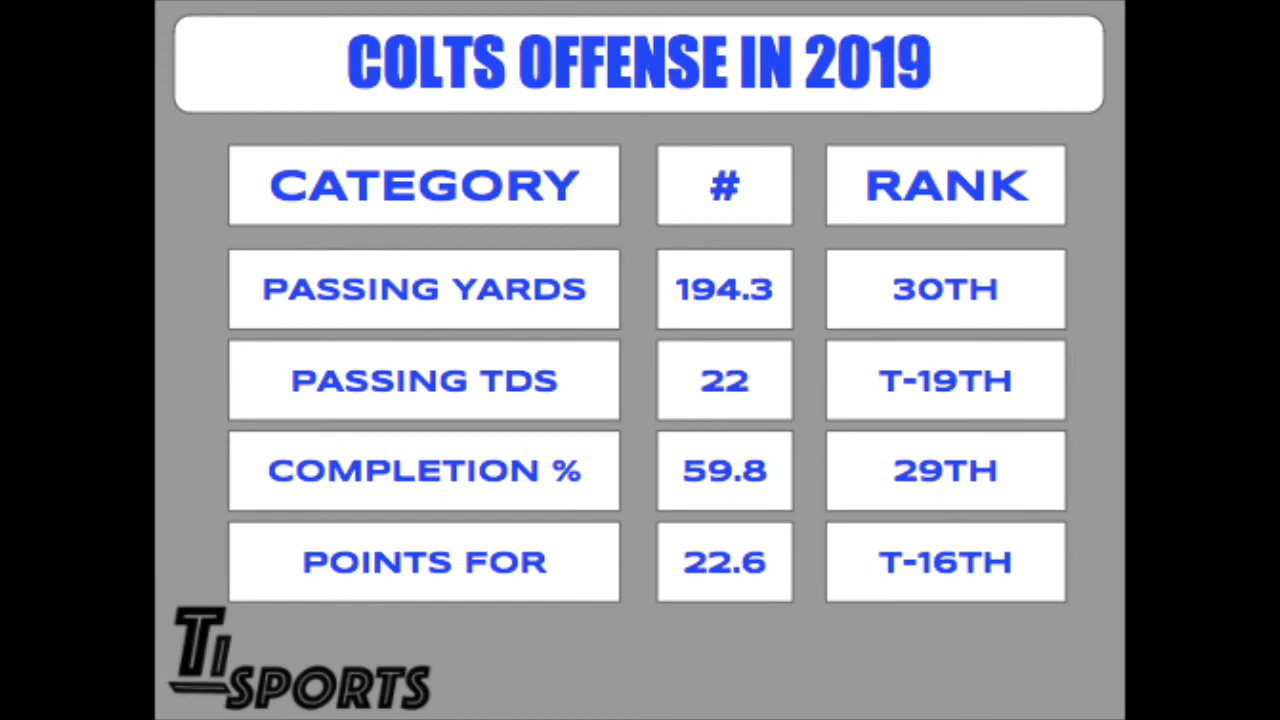 COLTS OFFENSE IN 2019
CATEGORY # RANK
PASSING YARDS 194.3 30TH
PASSING TDS 22 T-19TH
COMPLETION % 59.8 29TH
POINTS FOR 22.6 T-16TH
TI
SPORTS